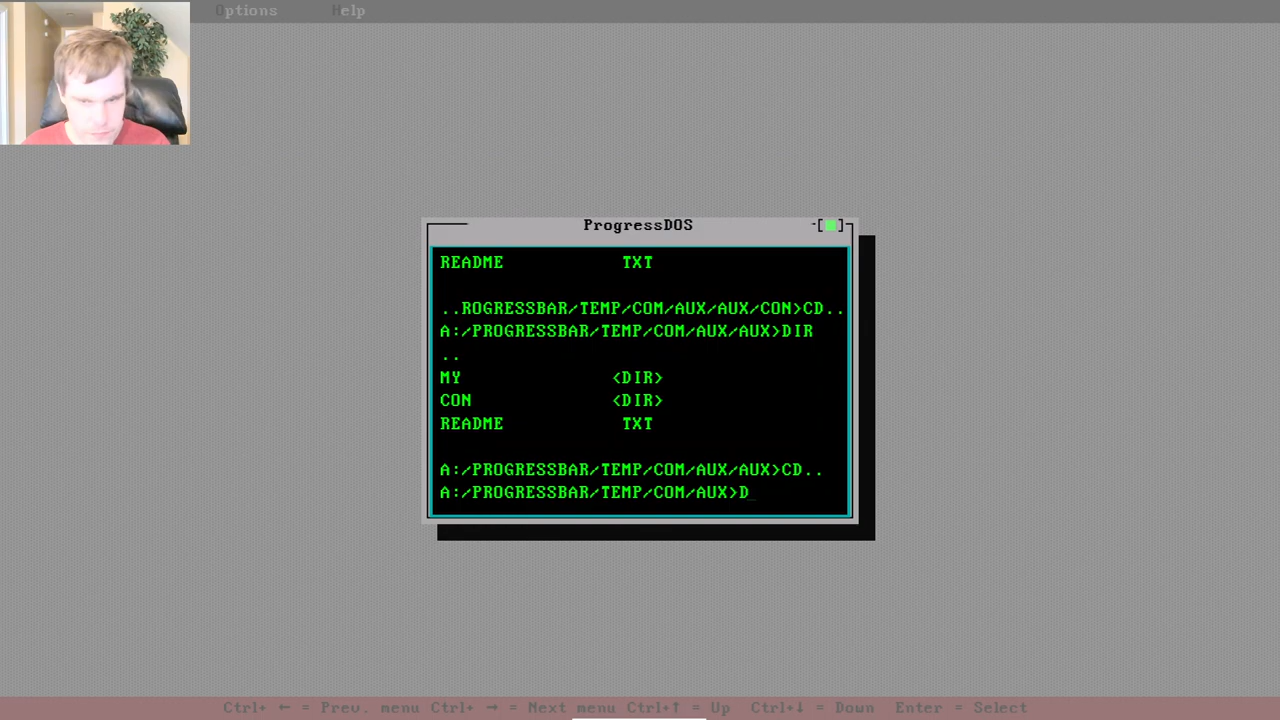 Options Help
ProgressDOS
README TXT
..ROGRESSBAR/TEMP/COM/AUX/AUX/CON>CD..
A:/PROGRESSBAR/TEMP/COM/AUX/AUX>DIR
..
MY <DIR>
CON <DIR>
README TXT
A:/PROGRESSBAR/TEMP/COM/AUX/AUX>CD..
A:/PROGRESSBAR/TEMP/COM/AUX>D_
Ctrl+ ← = Prev. menu Ctrl+ → = Next menu Ctrl+↑ = Up Ctrl+↓ = Down Enter = Select